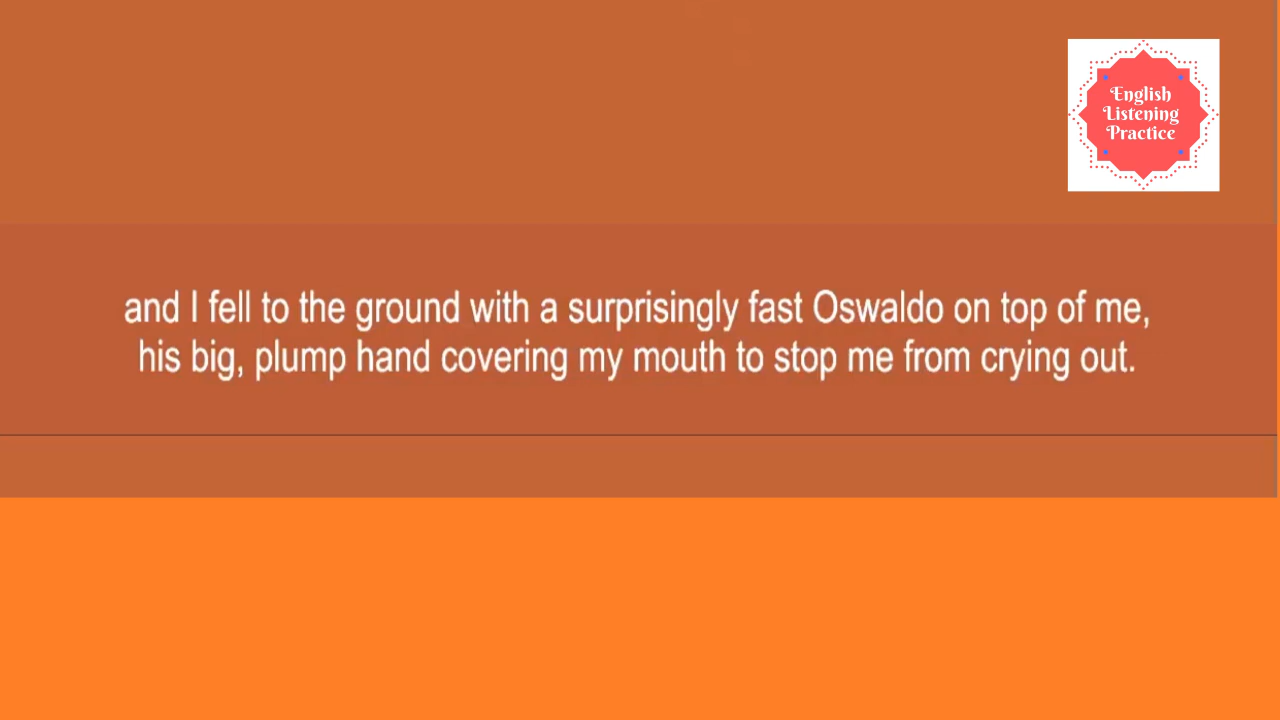 English
Listening
Practice
and I fell to the ground with a surprisingly fast Oswaldo on top of me,
his big, plump hand covering my mouth to stop me from crying out.